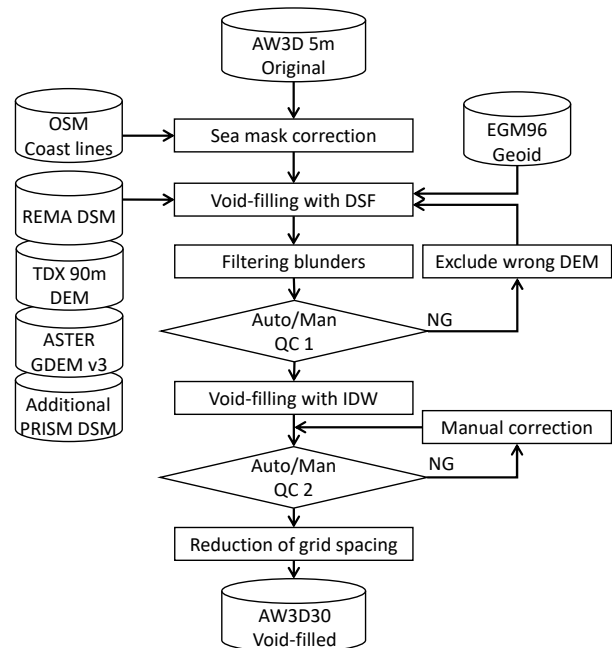 AW3D 5m
Original
OSM
Coast lines
Sea mask correction
EGM96
Geoid
REMA DSM
Void-filling with DSF
TDX 90m
DEM
Filtering blunders
Exclude wrong DEM
ASTER
GDEM v3
Auto/Man
QC 1
NG
Additional
PRISM DSM
Void-filling with IDW
Manual correction
Auto/Man
QC 2
NG
Reduction of grid spacing
AW3D30
Void-filled